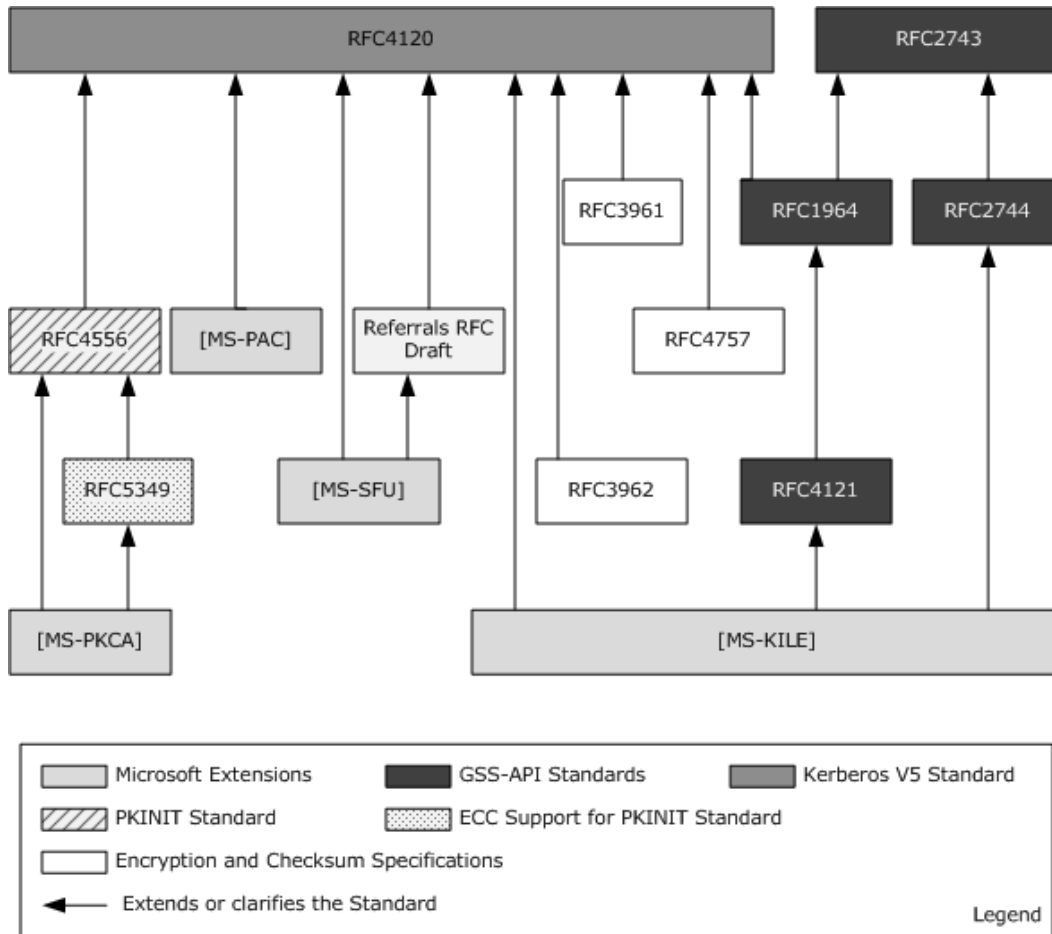 RFC4120
RFC2743
RFC3961
RFC1964
RFC2744
RFC4556
[MS-PAC]
Referrals RFC
Draft
RFC4757
RFC5349
[MS-SFU]
RFC3962
RFC4121
[MS-PKCA]
[MS-KILE]
Microsoft Extensions
GSS-API Standards
Kerberos V5 Standard
PKINIT Standard
ECC Support for PKINIT Standard
Encryption and Checksum Specifications
Extends or clarifies the Standard
Legend